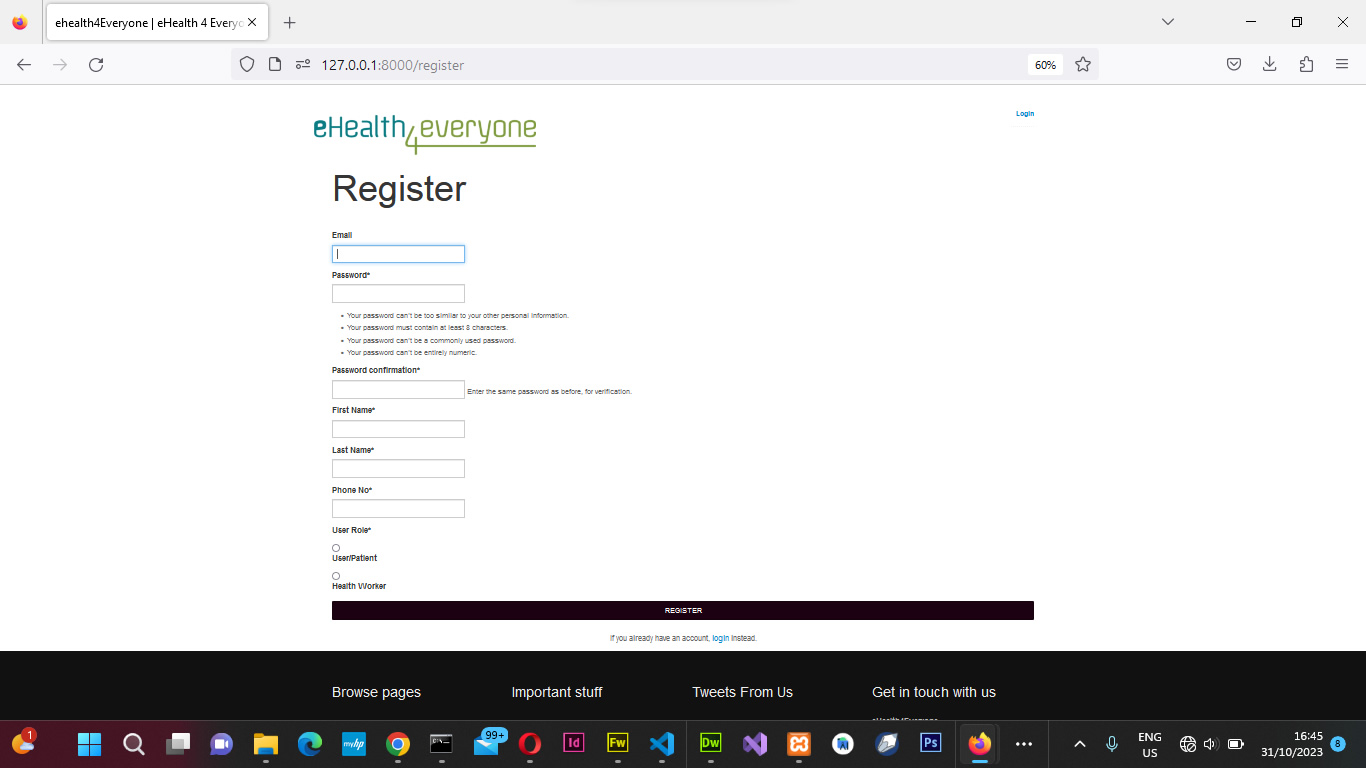 ehealth4Everyone | eHealth 4 Everyo
127.0.0.1:8000/register
60%
eHealth4everyone
Login
Register
Email
Password*
Your password can't be too similar to your other personal information.
Your password must contain at least 8 characters.
Your password can't be a commonly used password.
Your password can't be entirely numeric.
Password confirmation*
Enter the same password as before, for verification.
First Name*
Last Name*
Phone No*
User Role*
User/Patient
Health Worker
REGISTER
If you already have an account, login instead.
Browse pages
Important stuff
Tweets From Us
Get in touch with us
eHealth4Everyone
1
myhp
99+
Id
Fw
Dw
Ps
ENG
US
16:45
31/10/2023
8